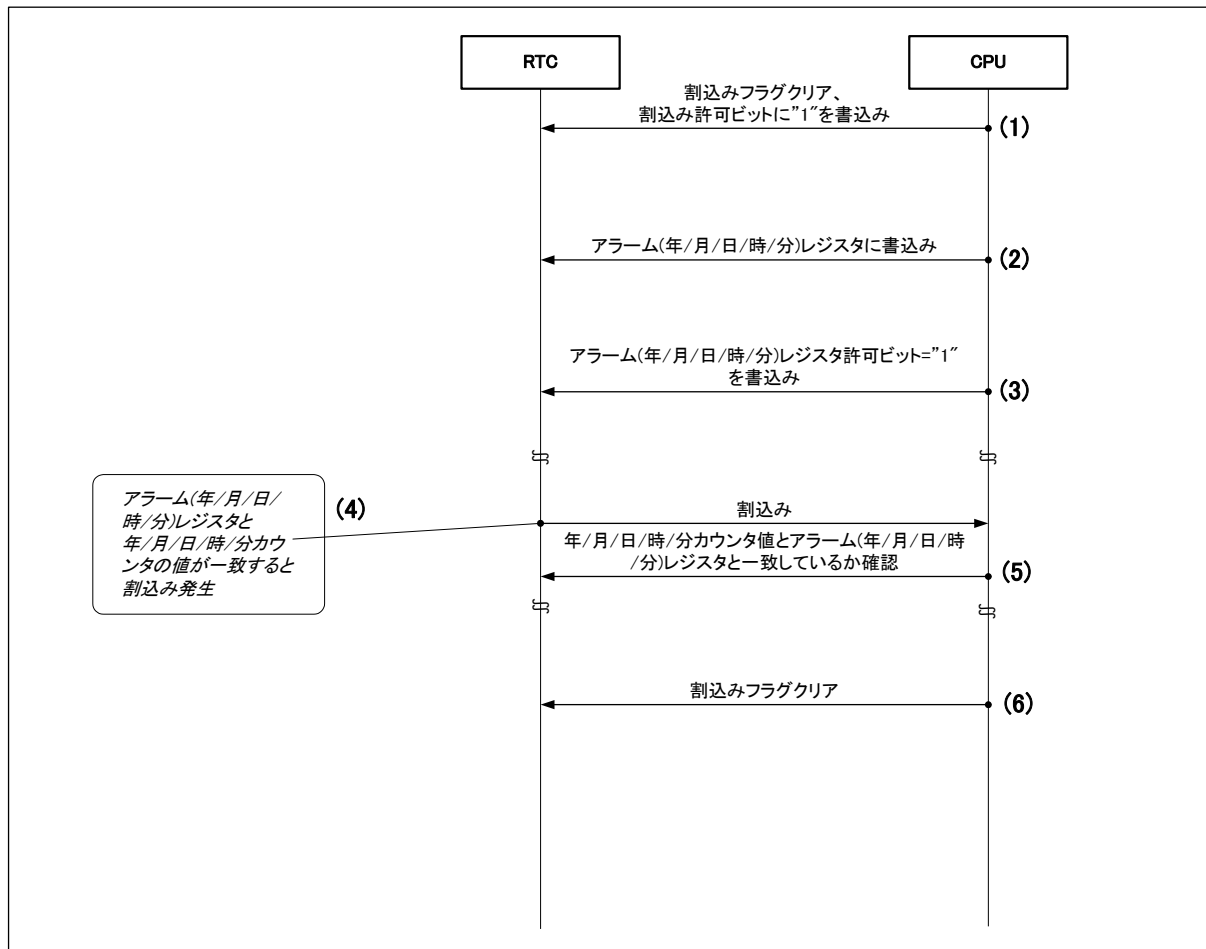 RTC
CPU
割込みフラグクリア、
割込み許可ビットに"1"を書込み
(1)
アラーム(年/月/日/時/分)レジスタに書込み
(2)
アラーム(年/月/日/時/分)レジスタ許可ビット="1"
を書込み
(3)
アラーム(年/月/日/
時/分)レジスタと
年/月/日/時/分カウ
ンタの値が一致すると
割込み発生
(4)
割込み
年/月/日/時/分カウンタ値とアラーム(年/月/日/時
/分)レジスタと一致しているか確認
(5)
割込みフラグクリア
(6)